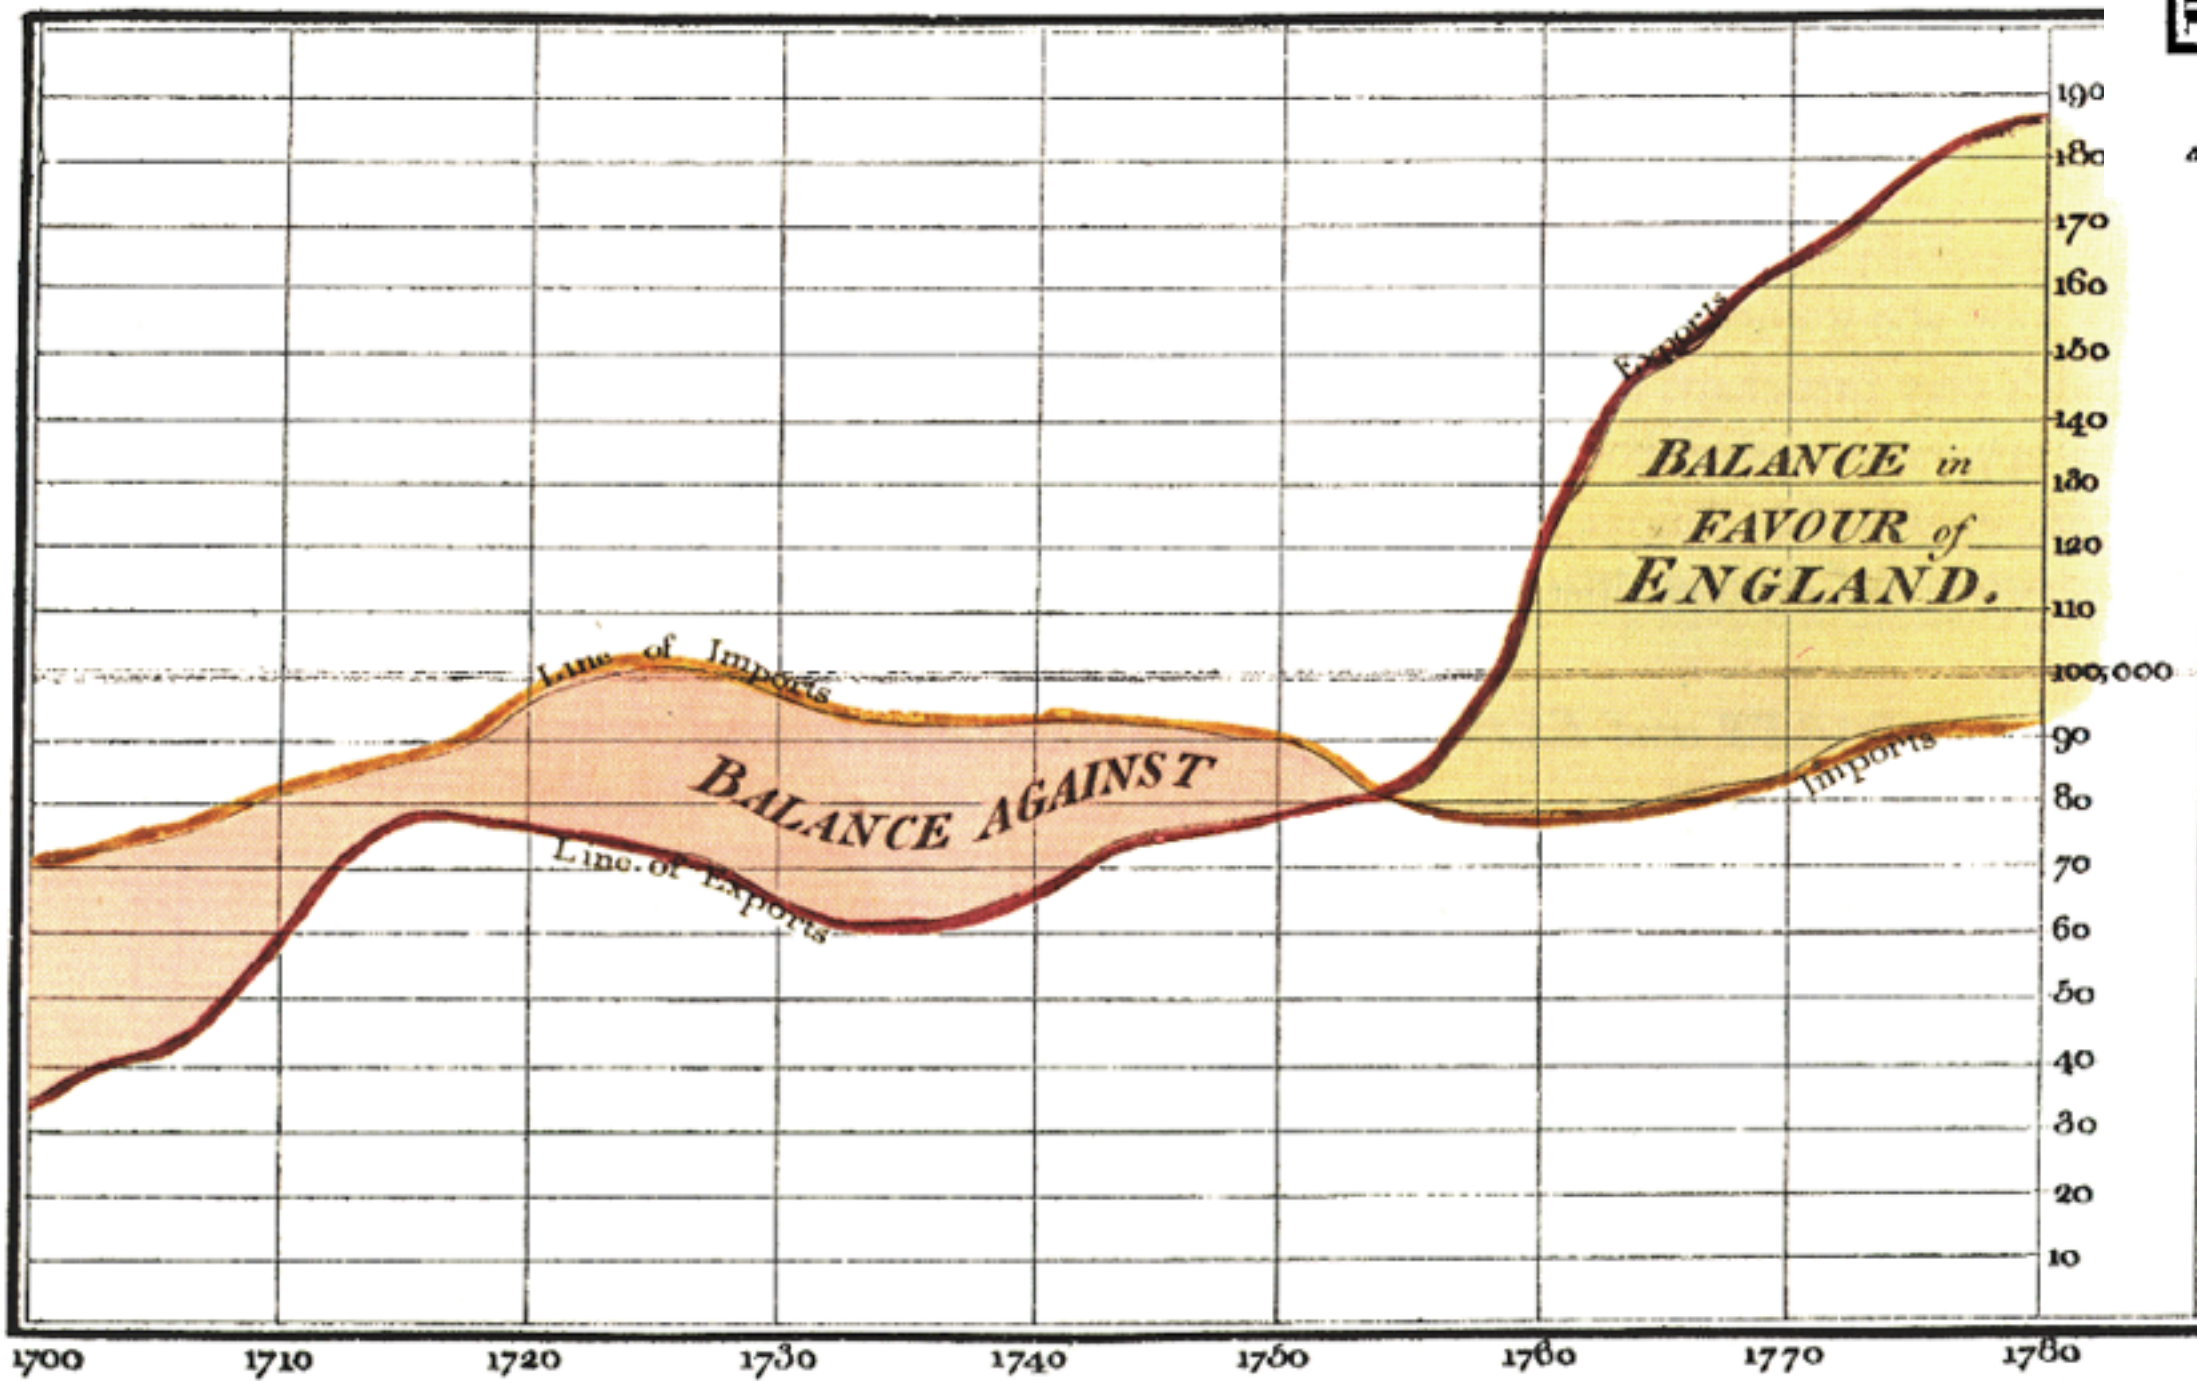 190
180
170
160
150
140
130
120
110
100,000
90
80
70
60
50
40
30
20
10
Exports
BALANCE in
FAVOUR of
ENGLAND.
Line of Imports
Imports
BALANCE AGAINST
Line of Exports
1700 1710 1720 1730 1740 1750 1760 1770 1780